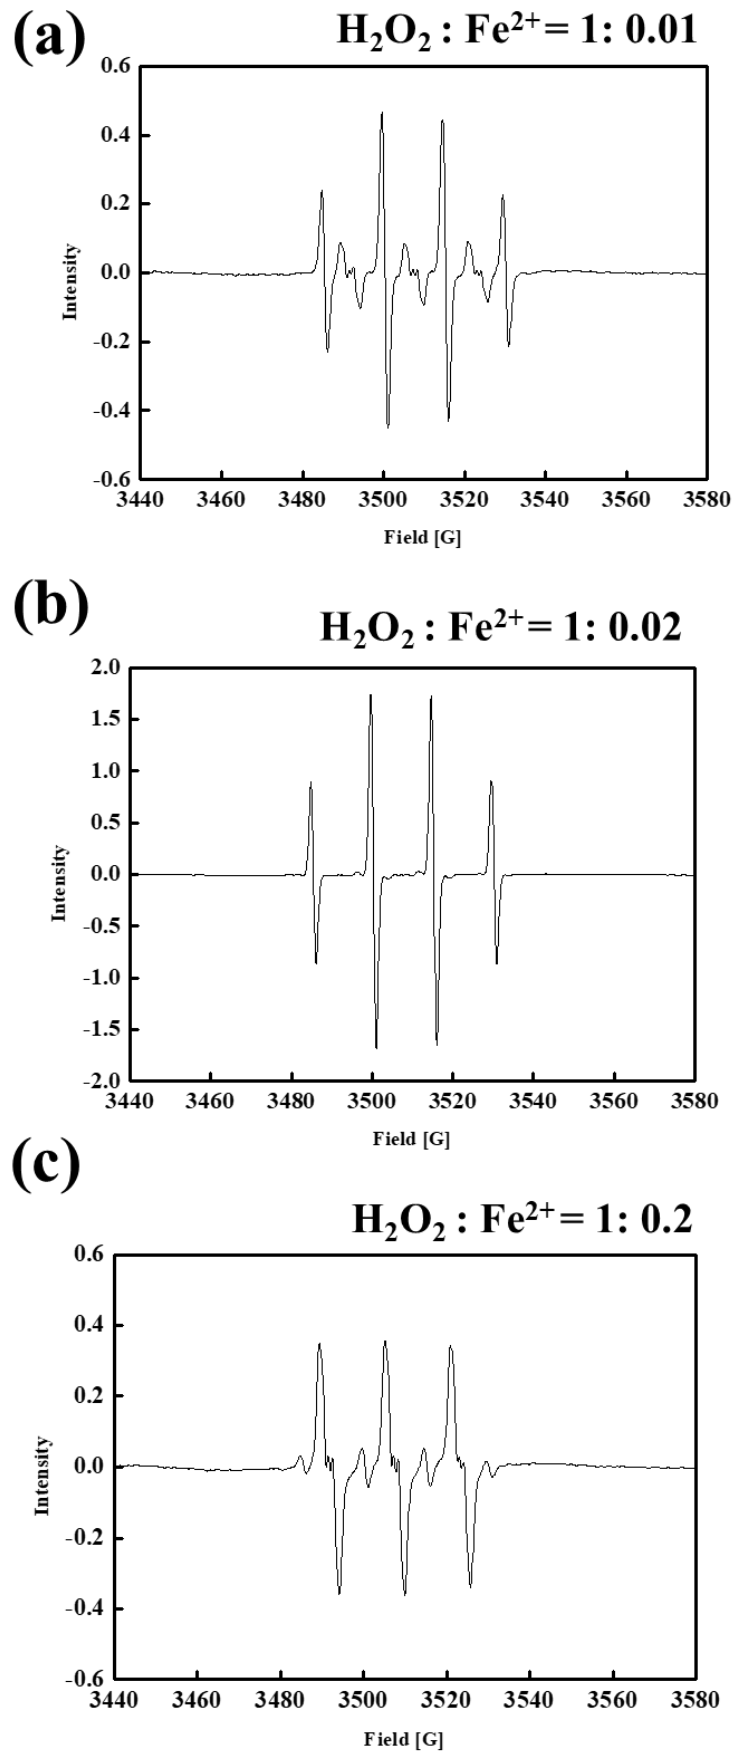 (a)
H₂O₂ : Fe²⁺ = 1: 0.01
0.6
0.4
0.2
0.0
-0.2
-0.4
-0.6
Intensity
3440 3460 3480 3500 3520 3540 3560 3580
Field [G]
(b)
H₂O₂ : Fe²⁺ = 1: 0.02
2.0
1.5
1.0
0.5
0.0
-0.5
-1.0
-1.5
-2.0
Intensity
3440 3460 3480 3500 3520 3540 3560 3580
Field [G]
(c)
H₂O₂ : Fe²⁺ = 1: 0.2
0.6
0.4
0.2
0.0
-0.2
-0.4
-0.6
Intensity
3440 3460 3480 3500 3520 3540 3560 3580
Field [G]